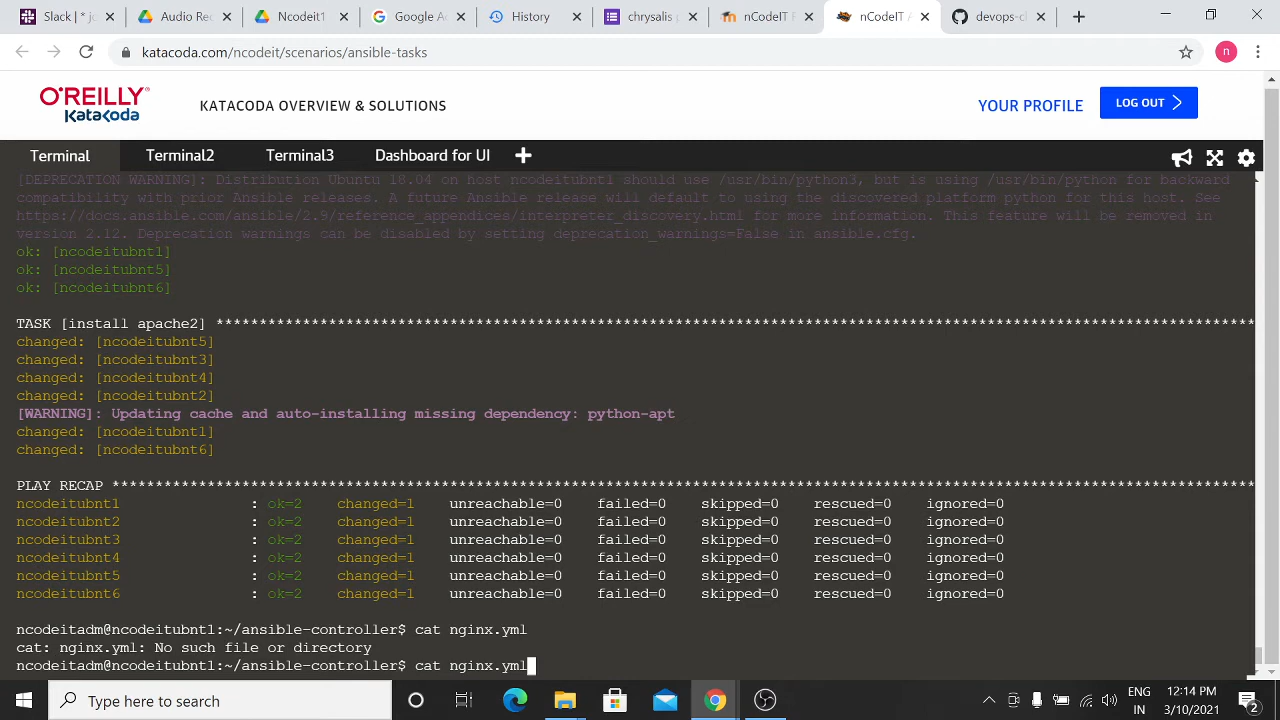 Slack | *
Audio Rec
Ncodeit1
Google A
History
chrysalis p
nCodeIT F
nCodeIT A
devops-cl
katacoda.com/ncodeit/scenarios/ansible-tasks
n
O'REILLY
Katakoda
KATACODA OVERVIEW & SOLUTIONS
YOUR PROFILE
LOG OUT
Terminal
Terminal2
Terminal3
Dashboard for UI
[DEPRECATION WARNING]: Distribution Ubuntu 18.04 on host ncodeitubnt1 should use /usr/bin/python3, but is using /usr/bin/python for backward
compatibility with prior Ansible releases. A future Ansible release will default to using the discovered platform python for this host. See
https://docs.ansible.com/ansible/2.9/reference_appendices/interpreter_discovery.html for more information. This feature will be removed in
version 2.12. Deprecation warnings can be disabled by setting deprecation_warnings=False in ansible.cfg.
ok: [ncodeitubnt1]
ok: [ncodeitubnt5]
ok: [ncodeitubnt6]
TASK [install apache2] ************************************************************************************************************************
changed: [ncodeitubnt5]
changed: [ncodeitubnt3]
changed: [ncodeitubnt4]
changed: [ncodeitubnt2]
[WARNING]: Updating cache and auto-installing missing dependency: python-apt
changed: [ncodeitubnt1]
changed: [ncodeitubnt6]
PLAY RECAP ************************************************************************************************************************************
ncodeitubnt1 : ok=2 changed=1 unreachable=0 failed=0 skipped=0 rescued=0 ignored=0
ncodeitubnt2 : ok=2 changed=1 unreachable=0 failed=0 skipped=0 rescued=0 ignored=0
ncodeitubnt3 : ok=2 changed=1 unreachable=0 failed=0 skipped=0 rescued=0 ignored=0
ncodeitubnt4 : ok=2 changed=1 unreachable=0 failed=0 skipped=0 rescued=0 ignored=0
ncodeitubnt5 : ok=2 changed=1 unreachable=0 failed=0 skipped=0 rescued=0 ignored=0
ncodeitubnt6 : ok=2 changed=1 unreachable=0 failed=0 skipped=0 rescued=0 ignored=0
ncodeitadm@ncodeitubnt1:~/ansible-controller$ cat nginx.yml
cat: nginx.yml: No such file or directory
ncodeitadm@ncodeitubnt1:~/ansible-controller$ cat nginx.yml
Type here to search
ENG
IN
12:14 PM
3/10/2021
2